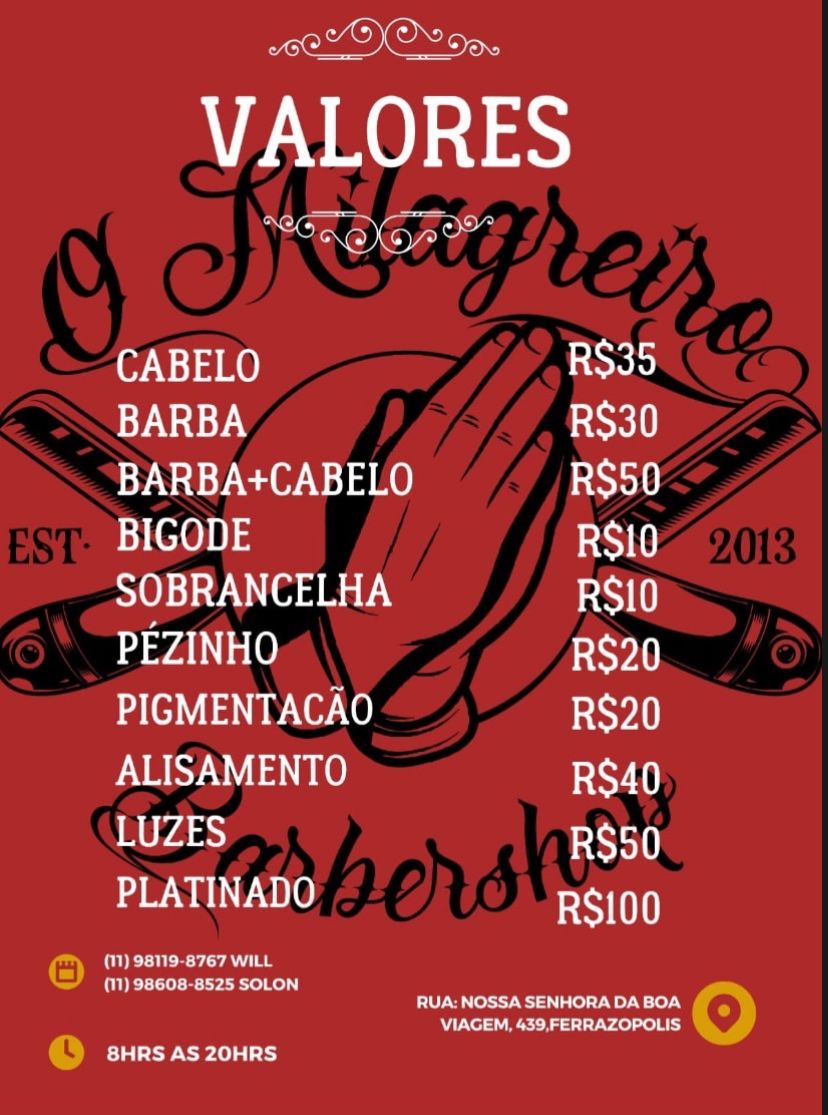 VALORES
O Milagreiro
CABELO R$35
BARBA R$30
BARBA+CABELO R$50
EST· BIGODE R$10 2013
SOBRANCELHA R$10
PÉZINHO R$20
PIGMENTACÃO R$20
ALISAMENTO R$40
Barbershop
LUZES R$50
PLATINADO R$100
(11) 98119-8767 WILL
(11) 98608-8525 SOLON
RUA: NOSSA SENHORA DA BOA
VIAGEM, 439,FERRAZOPOLIS
8HRS AS 20HRS